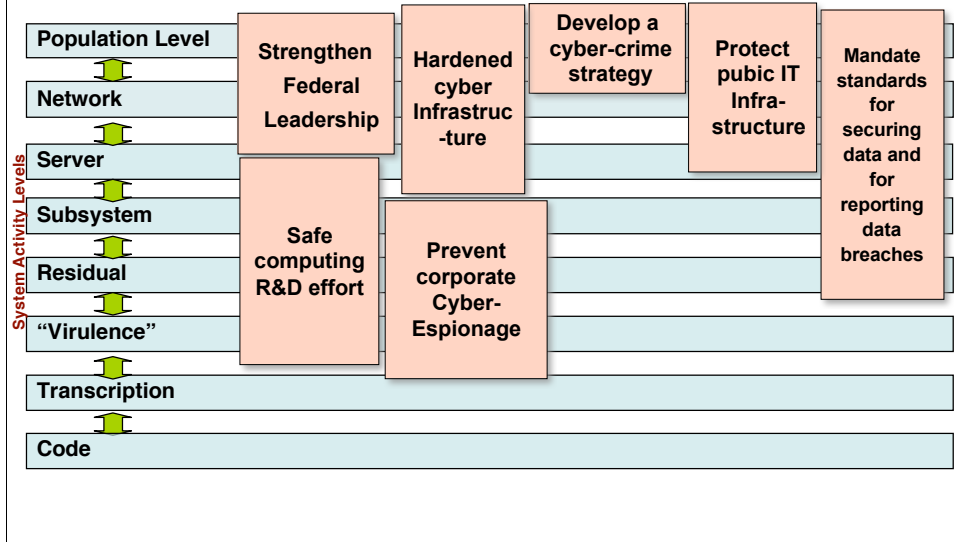 Population Level
Network
Server
Subsystem
Residual
“Virulence”
Transcription
Code
System Activity Levels
Strengthen
Federal
Leadership
Hardened
cyber
Infrastruc
-ture
Develop a
cyber-crime
strategy
Protect
pubic IT
Infra-
structure
Mandate
standards
for
securing
data and
for
reporting
data
breaches
Safe
computing
R&D effort
Prevent
corporate
Cyber-
Espionage